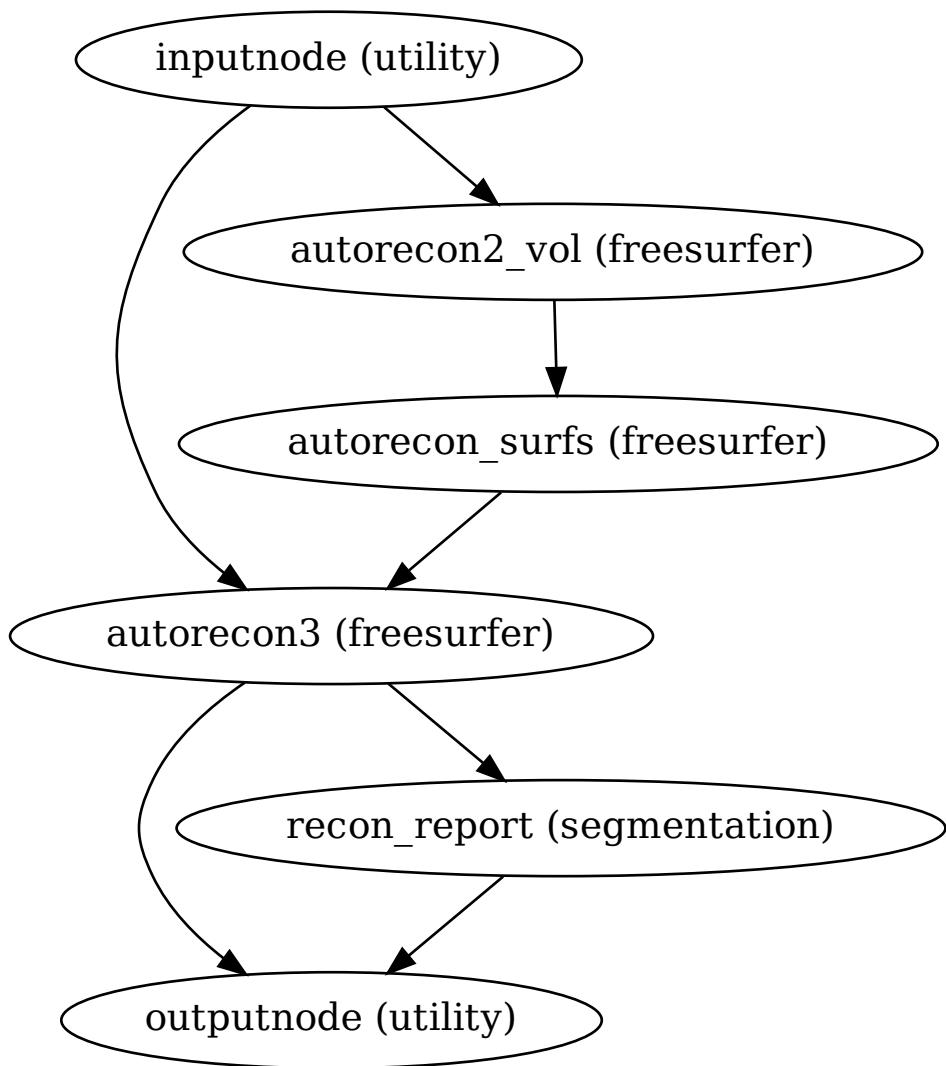 inputnode (utility)
autorecon2_vol (freesurfer)
autorecon_surfs (freesurfer)
autorecon3 (freesurfer)
recon_report (segmentation)
outputnode (utility)